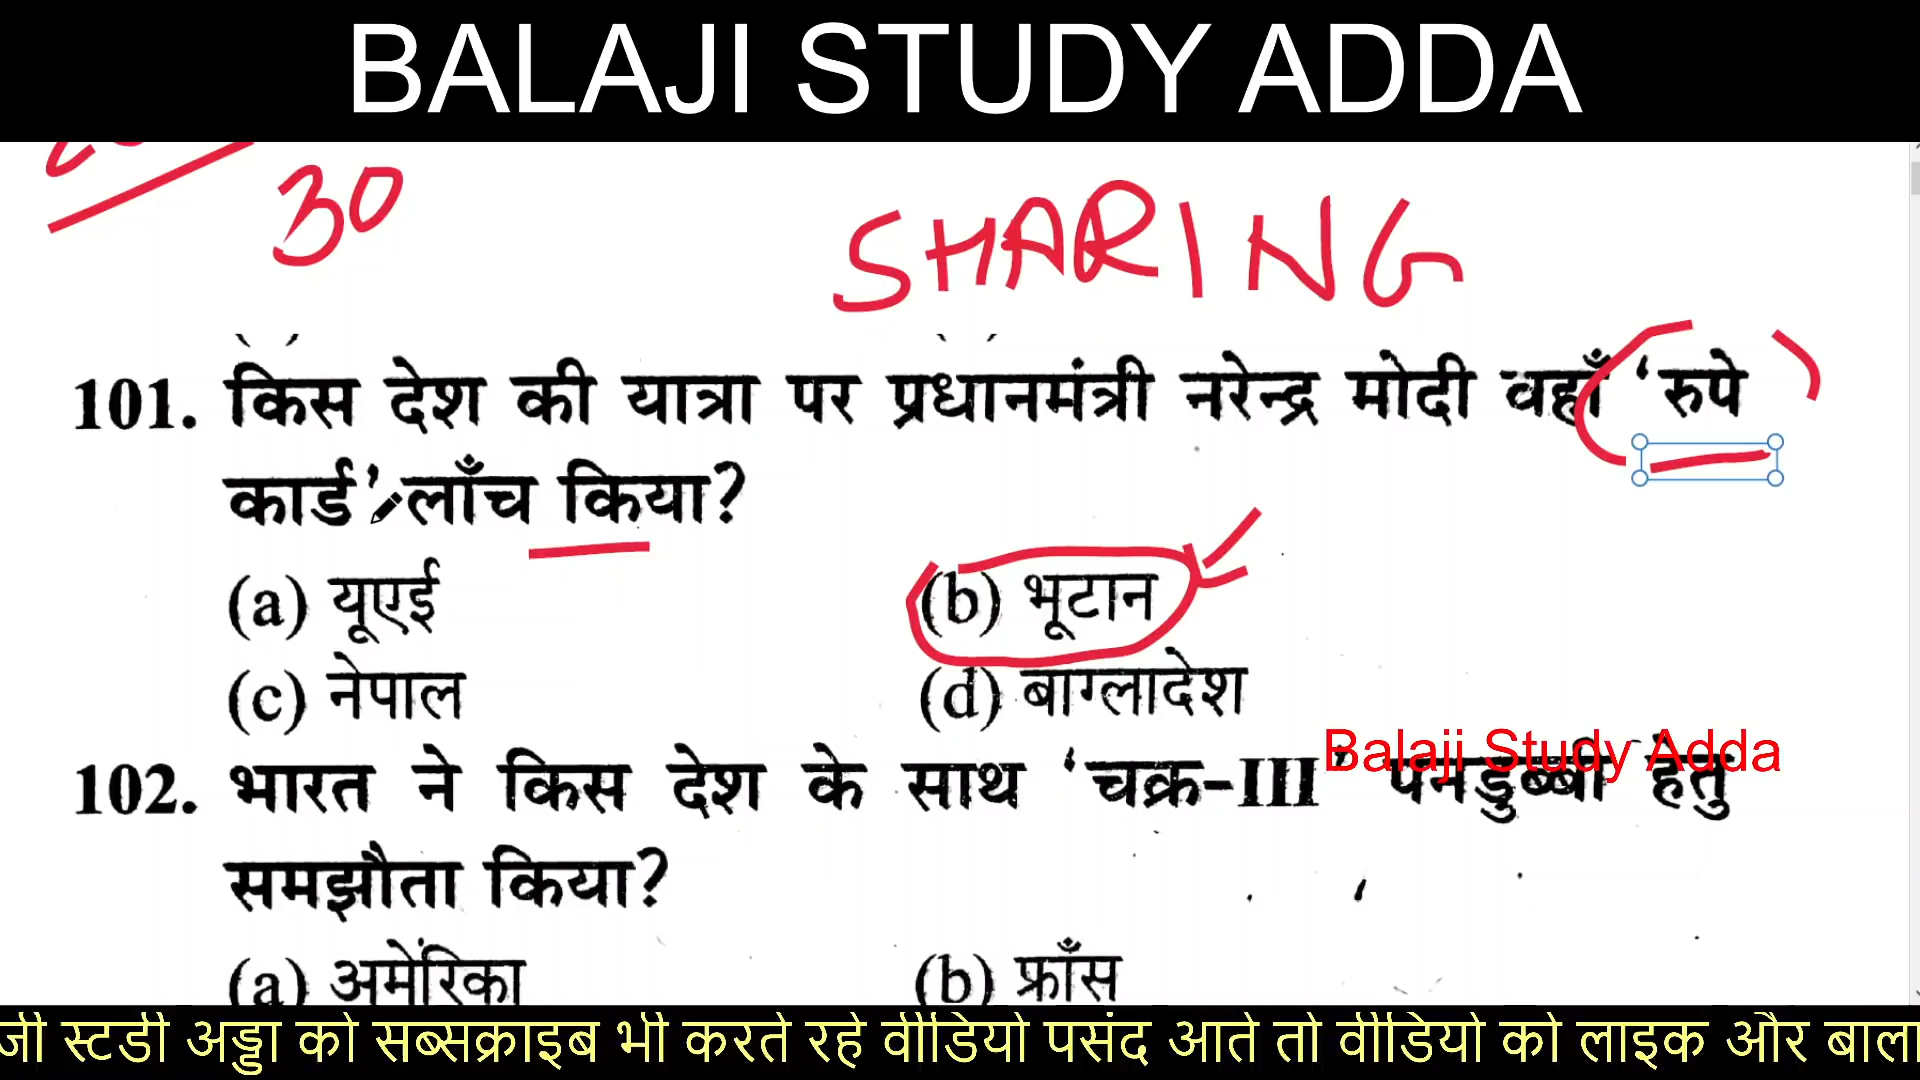 BALAJI STUDY ADDA
30
SHARING
101. किस देश की यात्रा पर प्रधानमंत्री नरेन्द्र मोदी वहाँ ‘रुपे
कार्ड’ लाँच किया?
(a) यूएई (b) भूटान
(c) नेपाल (d) बाग्लादेश
Balaji Study Adda
102. भारत ने किस देश के साथ ‘चक्र-III’ पनडुब्बी हेतु
समझौता किया?
(a) अमेंरिका (b) फ्राँस
जी स्टडी अड्डा को सब्सक्राइब भी करते रहे वीडियो पसंद आते तो वीडियो को लाइक और बाला